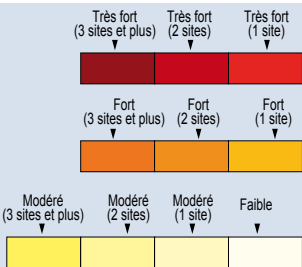 Très fort Très fort Très fort
(3 sites et plus) (2 sites) (1 site)
Fort Fort Fort
(3 sites et plus) (2 sites) (1 site)
Modéré Modéré Modéré Faible
(3 sites et plus) (2 sites) (1 site)